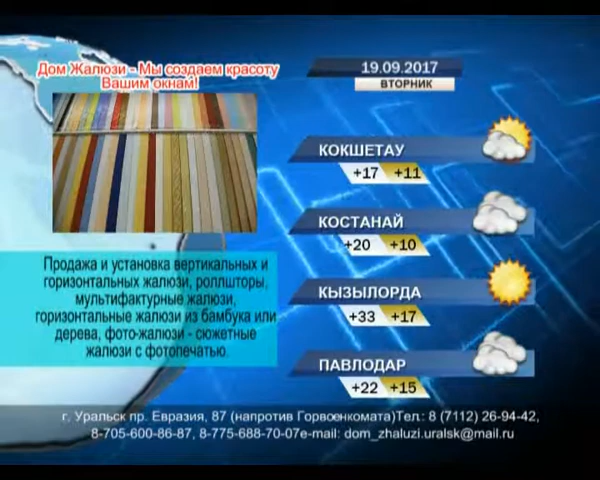 Дом Жалюзи - Мы создаем красоту
Вашим окнам!
19.09.2017
ВТОРНИК
КОКШЕТАУ
+17 +11
КОСТАНАЙ
+20 +10
КЫЗЫЛОРДА
+33 +17
ПАВЛОДАР
+22 +15
Продажа и установка вертикальных и
горизонтальных жалюзи, роллшторы,
мультифактурные жалюзи,
горизонтальные жалюзи из бамбука или
дерева, фото-жалюзи - сюжетные
жалюзи с фотопечатью.
г. Уральск пр. Евразия, 87 (напротив Горвоенкомата)Тел.: 8 (7112) 26-94-42,
8-705-600-86-87, 8-775-688-70-07e-mail: dom_zhaluzi.uralsk@mail.ru